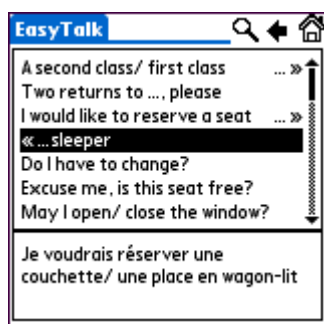 EasyTalk
A second class/ first class ... »
Two returns to ..., please
I would like to reserve a seat ... »
« ... sleeper
Do I have to change?
Excuse me, is this seat free?
May I open/ close the window?
Je voudrais réserver une
couchette/ une place en wagon-lit